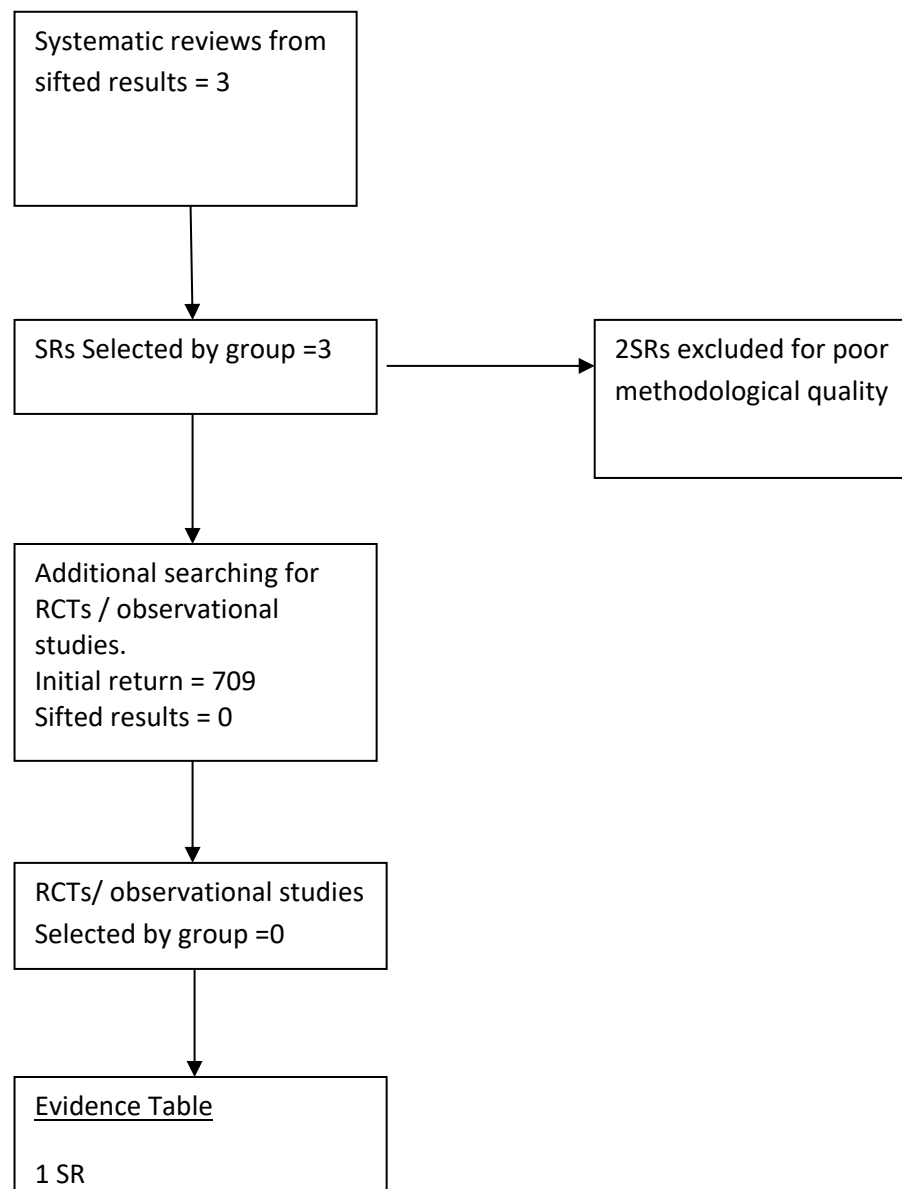 Systematic reviews from
sifted results = 3
SRs Selected by group =3
2SRs excluded for poor
methodological quality
Additional searching for
RCTs / observational
studies.
Initial return = 709
Sifted results = 0
RCTs/ observational studies
Selected by group =0
Evidence Table
1 SR